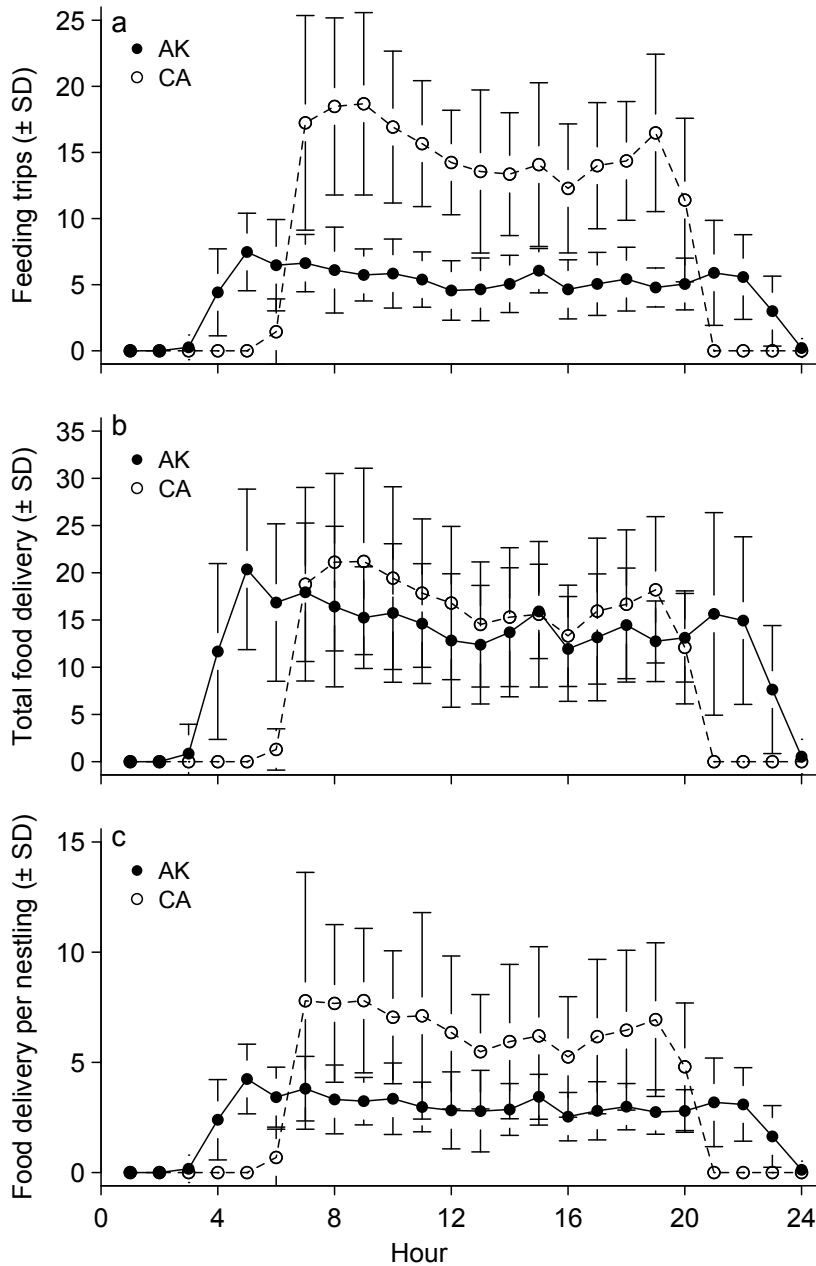 a
AK
CA
Feeding trips (± SD)
25
20
15
10
5
0
b
AK
CA
Total food delivery (± SD)
35
30
25
20
15
10
5
0
c
AK
CA
Food delivery per nestling (± SD)
15
10
5
0
0 4 8 12 16 20 24
Hour